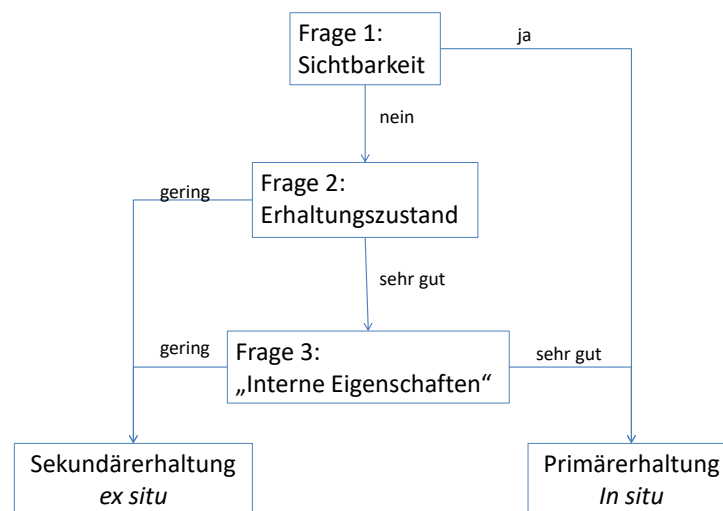 Frage 1:
Sichtbarkeit
ja
nein
Frage 2:
Erhaltungszustand
gering
sehr gut
Frage 3:
„Interne Eigenschaften“
gering
sehr gut
Sekundärerhaltung
ex situ
Primärerhaltung
In situ